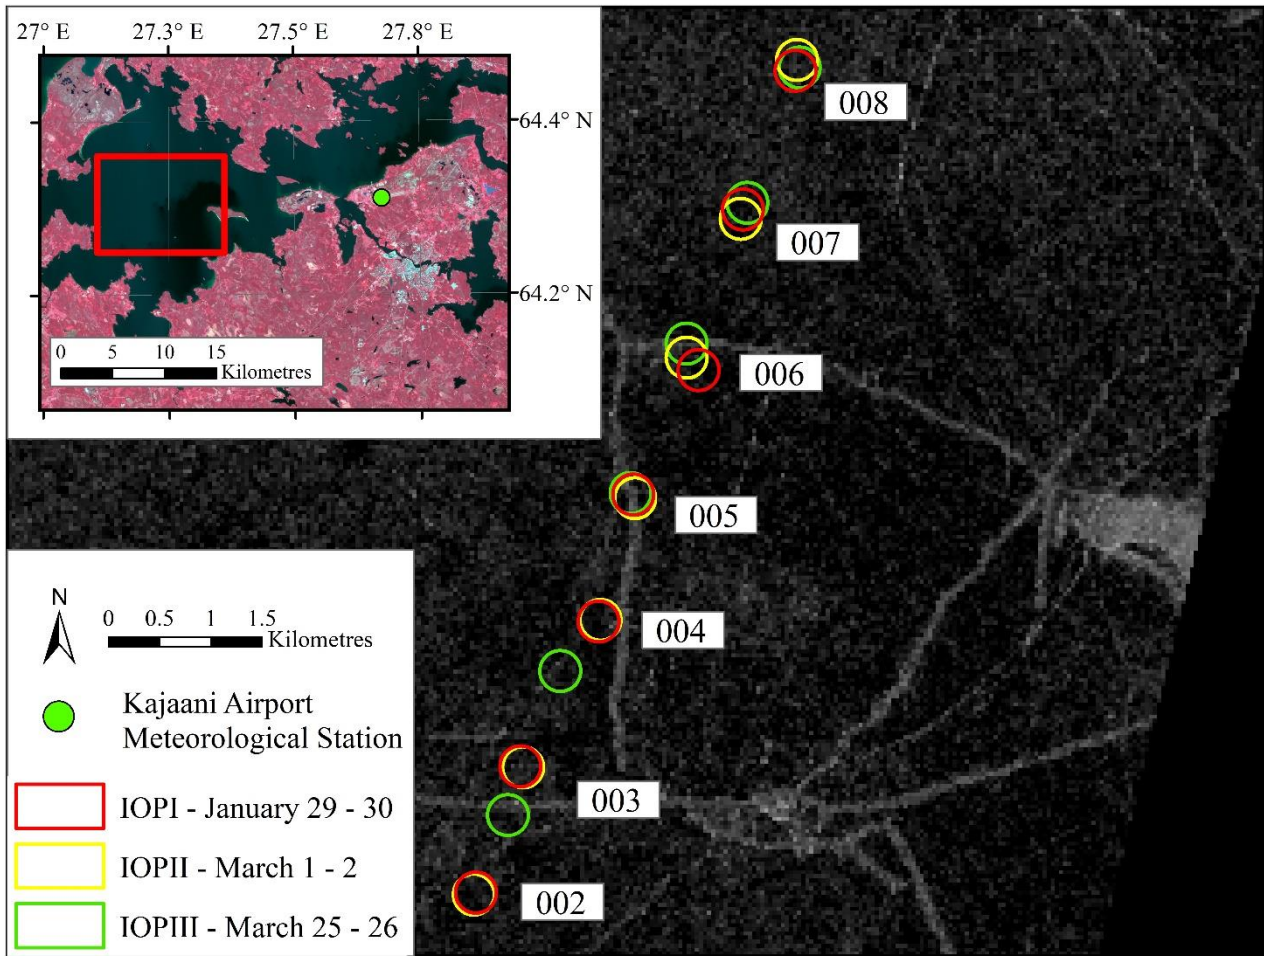 27° E 27.3° E 27.5° E 27.8° E
64.4° N
64.2° N
0 5 10 15
Kilometres
008
007
006
005
004
003
002
N
0 0.5 1 1.5
Kilometres
Kajaani Airport
Meteorological Station
IOPI - January 29 - 30
IOPII - March 1 - 2
IOPIII - March 25 - 26